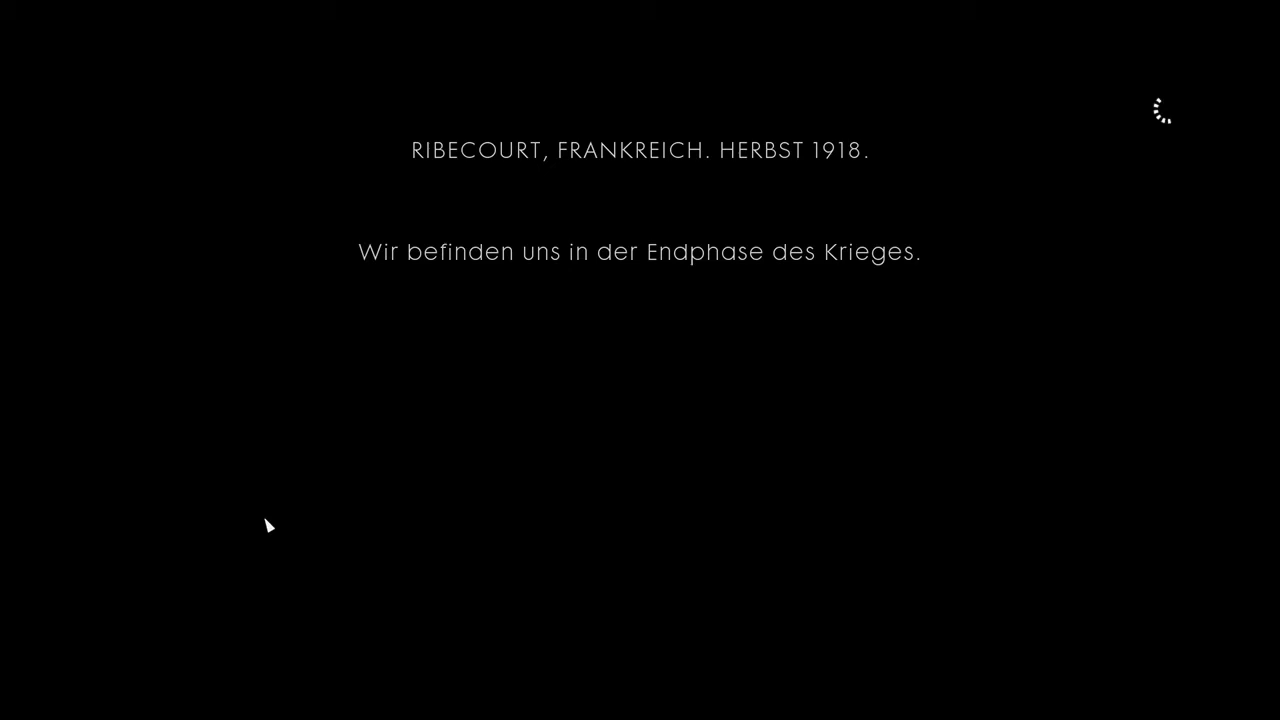 RIBECOURT, FRANKREICH. HERBST 1918.
Wir befinden uns in der Endphase des Krieges.